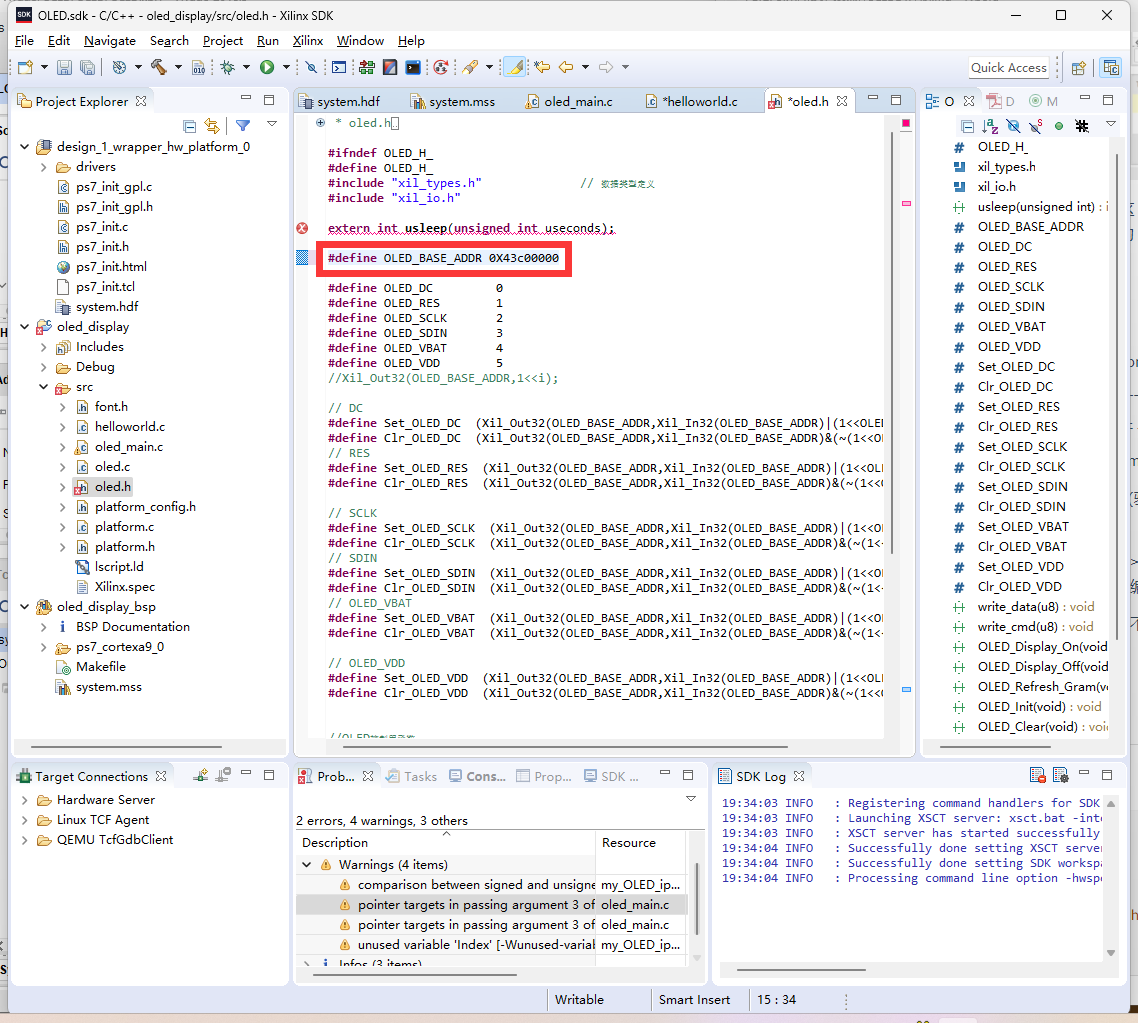 OLED.sdk - C/C++ - oled_display/src/oled.h - Xilinx SDK
File Edit Navigate Search Project Run Xilinx Window Help
Quick Access
Project Explorer
design_1_wrapper_hw_platform_0
drivers
ps7_init_gpl.c
ps7_init_gpl.h
ps7_init.c
ps7_init.h
ps7_init.html
ps7_init.tcl
system.hdf
oled_display
Includes
Debug
src
font.h
helloworld.c
oled_main.c
oled.c
oled.h
platform_config.h
platform.c
platform.h
lscript.ld
Xilinx.spec
oled_display_bsp
BSP Documentation
ps7_cortexa9_0
Makefile
system.mss
system.hdf system.mss oled_main.c *helloworld.c *oled.h
* oled.h
#ifndef OLED_H_
#define OLED_H_
#include "xil_types.h" // 数据类型定义
#include "xil_io.h"
extern int usleep(unsigned int useconds);
#define OLED_BASE_ADDR 0X43c00000
#define OLED_DC 0
#define OLED_RES 1
#define OLED_SCLK 2
#define OLED_SDIN 3
#define OLED_VBAT 4
#define OLED_VDD 5
//Xil_Out32(OLED_BASE_ADDR,1<<i);
// DC
#define Set_OLED_DC (Xil_Out32(OLED_BASE_ADDR,Xil_In32(OLED_BASE_ADDR)|(1<<OLE
#define Clr_OLED_DC (Xil_Out32(OLED_BASE_ADDR,Xil_In32(OLED_BASE_ADDR)&(~(1<<O
// RES
#define Set_OLED_RES (Xil_Out32(OLED_BASE_ADDR,Xil_In32(OLED_BASE_ADDR)|(1<<OL
#define Clr_OLED_RES (Xil_Out32(OLED_BASE_ADDR,Xil_In32(OLED_BASE_ADDR)&(~(1<<
// SCLK
#define Set_OLED_SCLK (Xil_Out32(OLED_BASE_ADDR,Xil_In32(OLED_BASE_ADDR)|(1<<O
#define Clr_OLED_SCLK (Xil_Out32(OLED_BASE_ADDR,Xil_In32(OLED_BASE_ADDR)&(~(1<
// SDIN
#define Set_OLED_SDIN (Xil_Out32(OLED_BASE_ADDR,Xil_In32(OLED_BASE_ADDR)|(1<<O
#define Clr_OLED_SDIN (Xil_Out32(OLED_BASE_ADDR,Xil_In32(OLED_BASE_ADDR)&(~(1<
// OLED_VBAT
#define Set_OLED_VBAT (Xil_Out32(OLED_BASE_ADDR,Xil_In32(OLED_BASE_ADDR)|(1<<O
#define Clr_OLED_VBAT (Xil_Out32(OLED_BASE_ADDR,Xil_In32(OLED_BASE_ADDR)&(~(1<
// OLED_VDD
#define Set_OLED_VDD (Xil_Out32(OLED_BASE_ADDR,Xil_In32(OLED_BASE_ADDR)|(1<<OL
#define Clr_OLED_VDD (Xil_Out32(OLED_BASE_ADDR,Xil_In32(OLED_BASE_ADDR)&(~(1<<
O D M
OLED_H_
xil_types.h
xil_io.h
usleep(unsigned int) : i
OLED_BASE_ADDR
OLED_DC
OLED_RES
OLED_SCLK
OLED_SDIN
OLED_VBAT
OLED_VDD
Set_OLED_DC
Clr_OLED_DC
Set_OLED_RES
Clr_OLED_RES
Set_OLED_SCLK
Clr_OLED_SCLK
Set_OLED_SDIN
Clr_OLED_SDIN
Set_OLED_VBAT
Clr_OLED_VBAT
Set_OLED_VDD
Clr_OLED_VDD
write_data(u8) : void
write_cmd(u8) : void
OLED_Display_On(void
OLED_Display_Off(void
OLED_Refresh_Gram(v
OLED_Init(void) : void
OLED_Clear(void) : voi
Target Connections
Hardware Server
Linux TCF Agent
QEMU TcfGdbClient
Prob... Tasks Cons... Prop... SDK ...
2 errors, 4 warnings, 3 others
Description Resource
Warnings (4 items)
comparison between signed and unsigne my_OLED_ip...
pointer targets in passing argument 3 of oled_main.c
pointer targets in passing argument 3 of oled_main.c
unused variable 'Index' [-Wunused-variab my_OLED_ip...
Infos (3 items)
SDK Log
19:34:03 INFO : Registering command handlers for SDK
19:34:03 INFO : Launching XSCT server: xsct.bat -inte
19:34:03 INFO : XSCT server has started successfully
19:34:04 INFO : Successfully done setting XSCT server
19:34:04 INFO : Successfully done setting SDK workspa
19:34:04 INFO : Processing command line option -hwspe
Writable Smart Insert 15 : 34